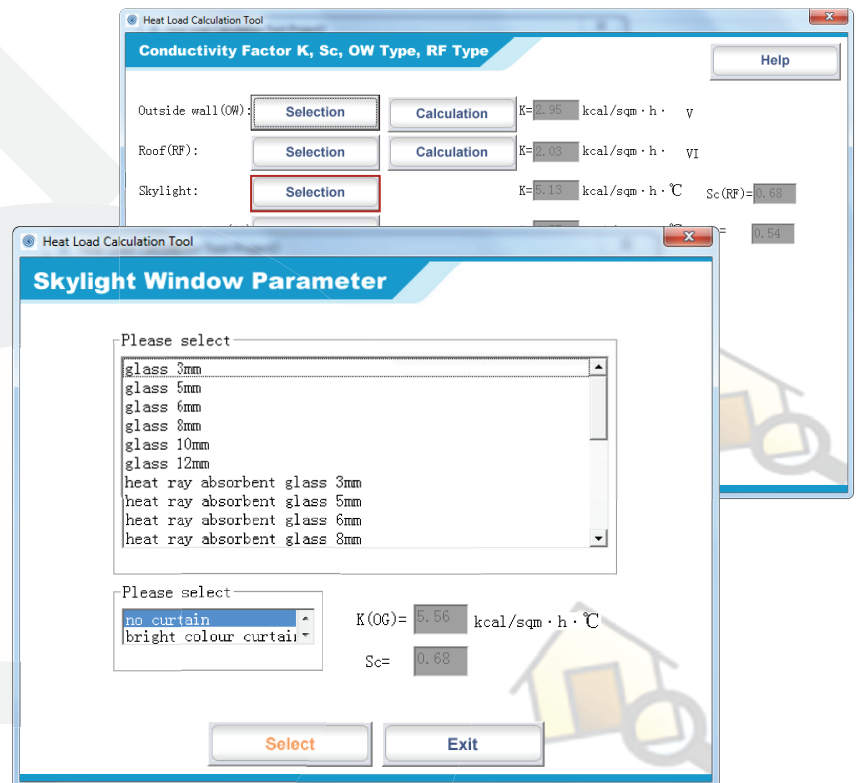 Heat Load Calculation Tool
Conductivity Factor K, Sc, OW Type, RF Type
Help
Outside wall(OW): Selection Calculation K= 2.95 kcal/sqm·h· V
Roof(RF): Selection Calculation K= 2.03 kcal/sqm·h· VI
Skylight: Selection K= 5.13 kcal/sqm·h·℃ Sc(RF)= 0.68
= 0.54
Heat Load Calculation Tool
Skylight Window Parameter
Please select
glass 3mm
glass 5mm
glass 6mm
glass 8mm
glass 10mm
glass 12mm
heat ray absorbent glass 3mm
heat ray absorbent glass 5mm
heat ray absorbent glass 6mm
heat ray absorbent glass 8mm
Please select
no curtain
bright colour curtai
K(OG)= 5.56 kcal/sqm·h·℃
Sc= 0.68
Select Exit